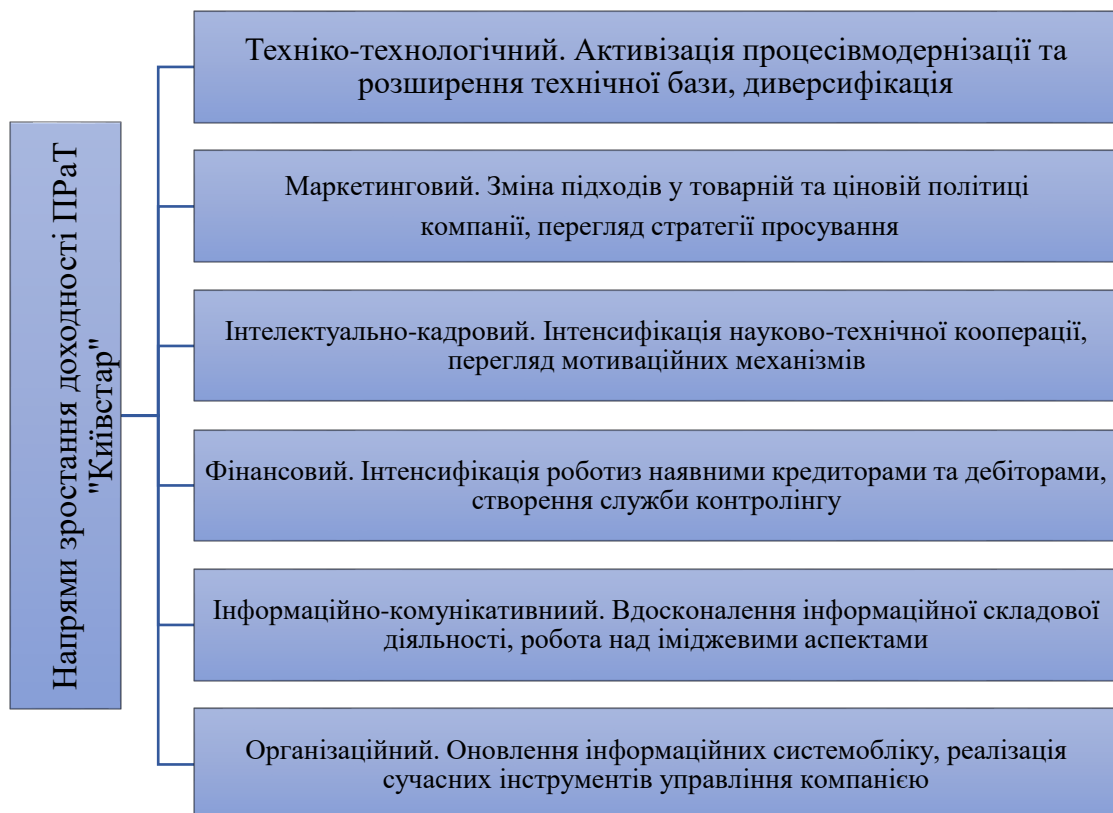 Напрями зростання доходності ПРаТ
"Київстар"
Техніко-технологічний. Активізація процесівмодернізації та
розширення технічної бази, диверсифікація
Маркетинговий. Зміна підходів у товарній та ціновій політиці
компанії, перегляд стратегії просування
Інтелектуально-кадровий. Інтенсифікація науково-технічної кооперації,
перегляд мотиваційних механізмів
Фінансовий. Інтенсифікація роботиз наявними кредиторами та дебіторами,
створення служби контролінгу
Інформаційно-комунікативниий. Вдосконалення інформаційної складової
діяльності, робота над іміджевими аспектами
Організаційний. Оновлення інформаційних системобліку, реалізація
сучасних інструментів управління компанією